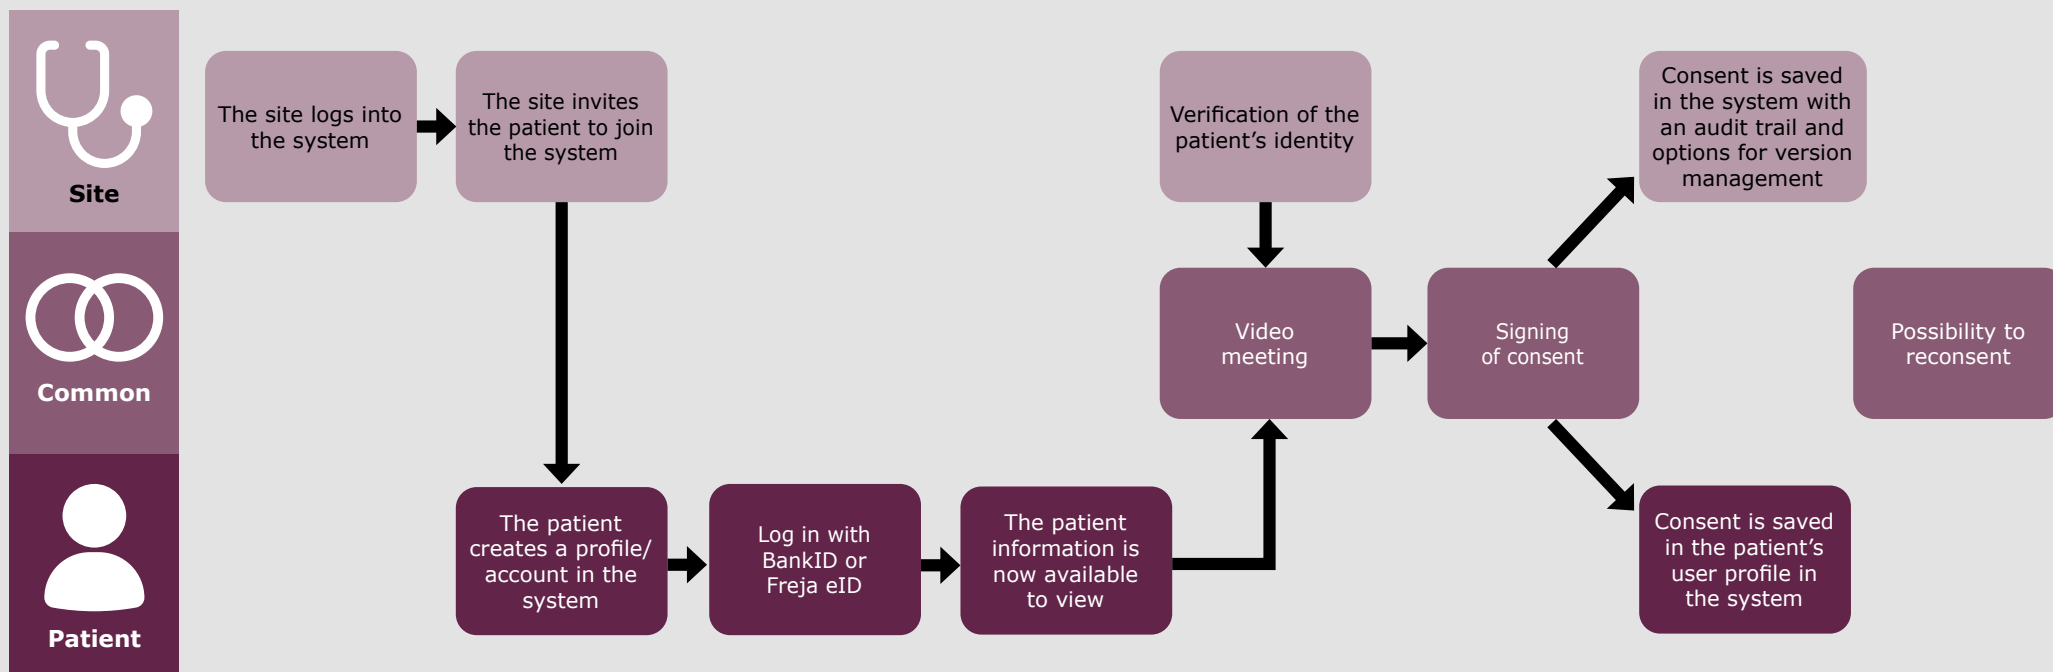 Site
Common
Patient
The site logs into
the system
The site invites
the patient to join
the system
Verification of the
patient’s identity
Consent is saved
in the system with
an audit trail and
options for version
management
Video
meeting
Signing
of consent
Possibility to
reconsent
The patient
creates a profile/
account in the
system
Log in with
BankID or
Freja eID
The patient
information is
now available
to view
Consent is saved
in the patient’s
user profile in
the system